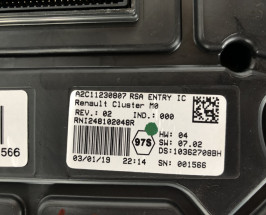 A2C11230807 RSA ENTRY IC
Renault Cluster M0
REV.: 02 IND.: 000
RNI248102048RI
97S
HW: 04
SW: 07.02
DS:10362708BH
03/01/19 22:14 SN: 001566
1566